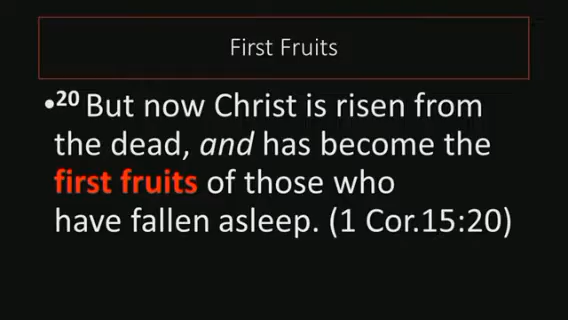 First Fruits
•20 But now Christ is risen from
the dead, and has become the
first fruits of those who
have fallen asleep. (1 Cor.15:20)